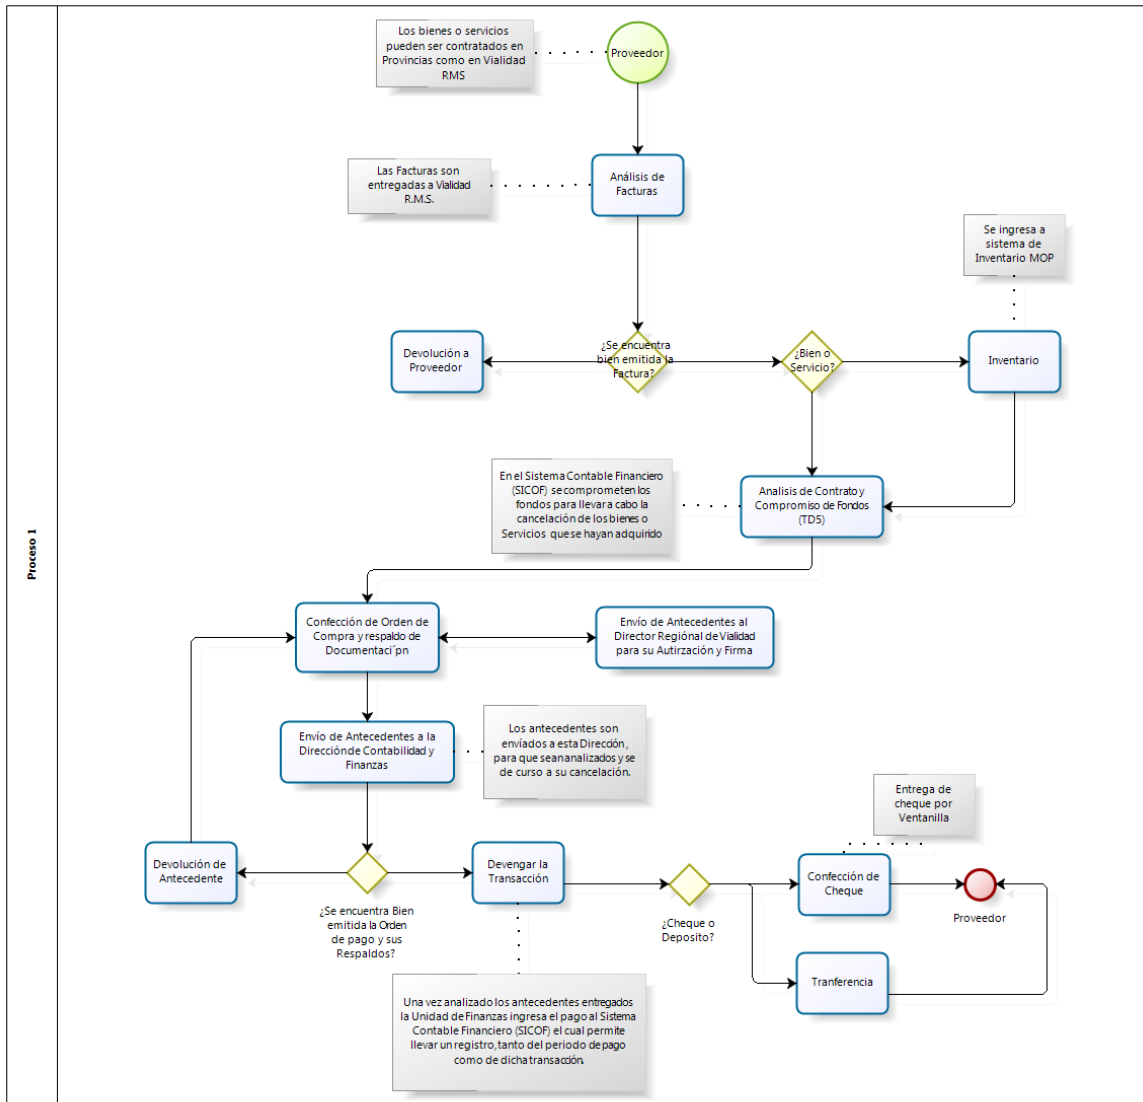 Proceso 1
Los bienes o servicios
pueden ser contratados en
Provincias como en Vialidad
RMS
Proveedor
Las Facturas son
entregadas a Vialidad
R.M.S.
Análisis de
Facturas
Se ingresa a
sistema de
Inventario MOP
Devolución a
Proveedor
¿Se encuentra
bien emitida la
Factura?
¿Bien o
Servicio?
Inventario
En el Sistema Contable Financiero
(SICOF) se comprometen los
fondos para llevar a cabo la
cancelación de los bienes o
Servicios que se hayan adquirido
Analisis de Contrato y
Compromiso de Fondos
(TD5)
Confección de Orden de
Compra y respaldo de
Documentaci´pn
Envío de Antecedentes al
Director Regiónal de Vialidad
para su Autirzación y Firma
Envío de Antecedentes a la
Dirección de Contabilidad y
Finanzas
Los antecedentes son
envíados a esta Dirección,
para que sean analizados y se
de curso a su cancelación.
Entrega de
cheque por
Ventanilla
Devolución de
Antecedente
¿Se encuentra Bien
emitida la Orden
de pago y sus
Respaldos?
Devengar la
Transacción
¿Cheque o
Deposito?
Confección de
Cheque
Proveedor
Tranferencia
Una vez analizado los antecedentes entregados
la Unidad de Finanzas ingresa el pago al Sistema
Contable Financiero (SICOF) el cual permite
llevar un registro, tanto del periodo de pago
como de dicha transacción.